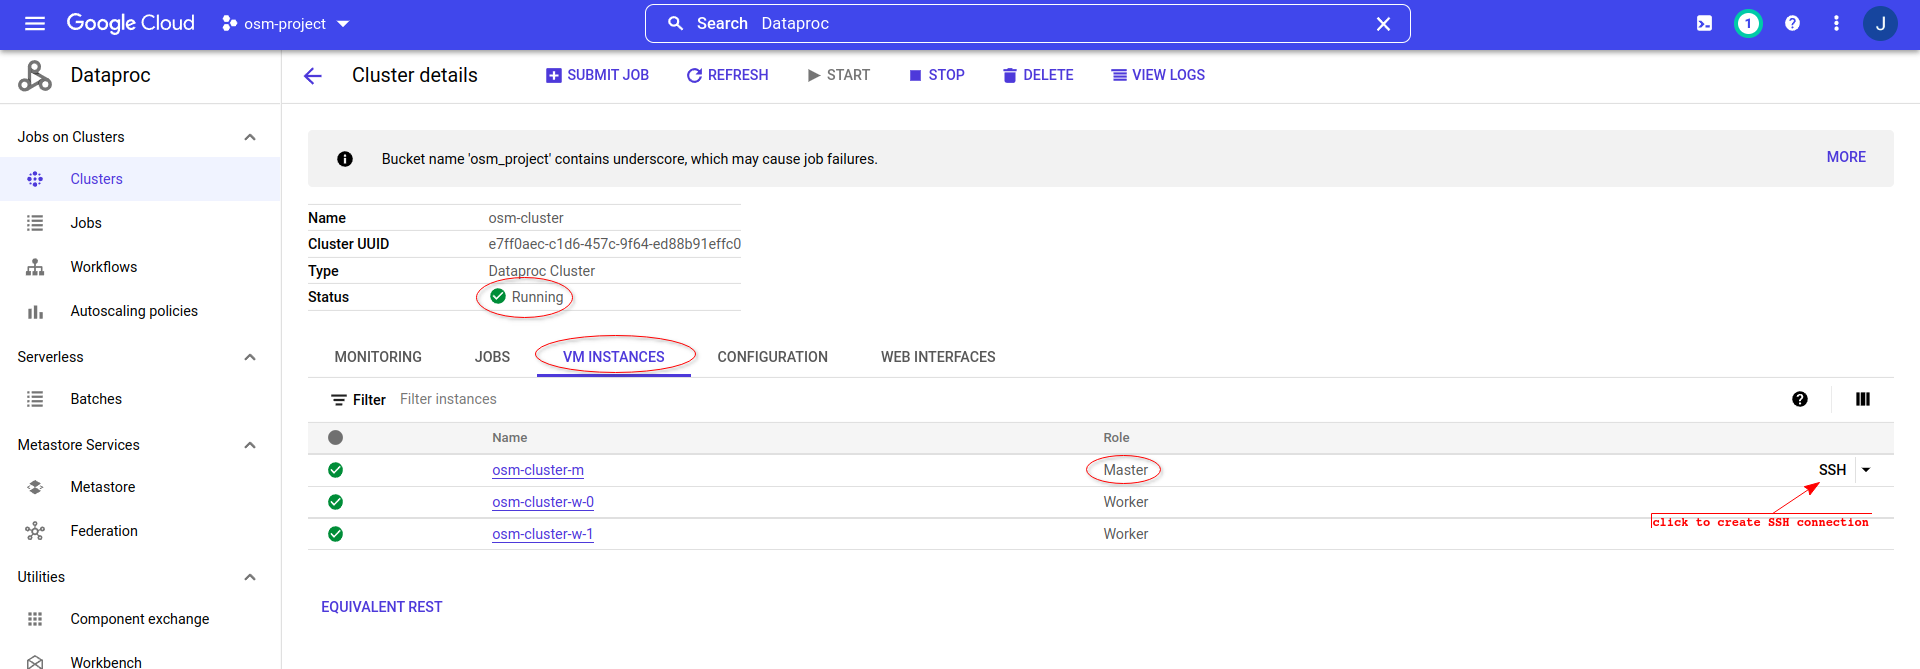 Google Cloud osm-project Search Dataproc 1 ? J
Dataproc
Cluster details SUBMIT JOB REFRESH START STOP DELETE VIEW LOGS
Jobs on Clusters
Clusters
Jobs
Workflows
Autoscaling policies
Serverless
Batches
Metastore Services
Metastore
Federation
Utilities
Component exchange
Workbench
Bucket name 'osm_project' contains underscore, which may cause job failures. MORE
Name osm-cluster
Cluster UUID e7ff0aec-c1d6-457c-9f64-ed88b91effc0
Type Dataproc Cluster
Status Running
MONITORING JOBS VM INSTANCES CONFIGURATION WEB INTERFACES
Filter Filter instances ?
Name Role
osm-cluster-m Master SSH
osm-cluster-w-0 Worker
click to create SSH connection
osm-cluster-w-1 Worker
EQUIVALENT REST